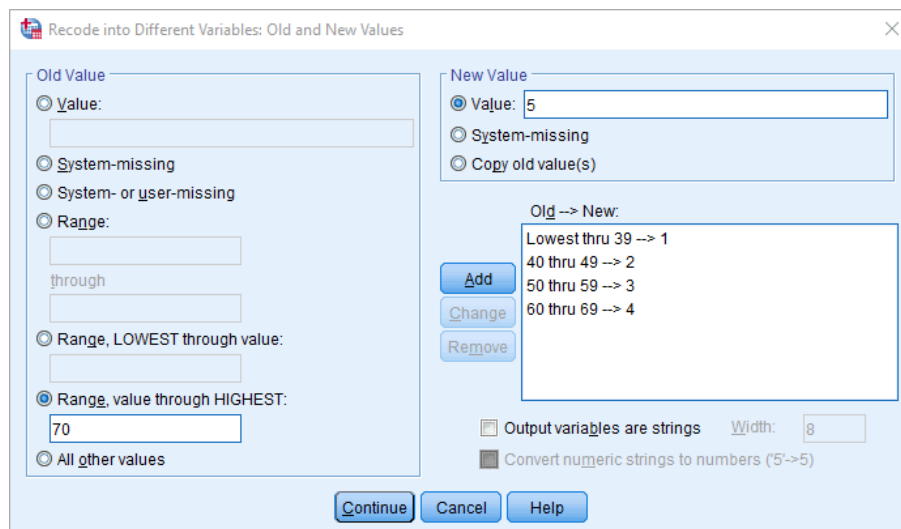 Recode into Different Variables: Old and New Values
Old Value
Value:
System-missing
System- or user-missing
Range:
through
Range, LOWEST through value:
Range, value through HIGHEST:
70
All other values
New Value
Value: 5
System-missing
Copy old value(s)
Old --> New:
Lowest thru 39 --> 1
40 thru 49 --> 2
50 thru 59 --> 3
60 thru 69 --> 4
Add
Change
Remove
Output variables are strings Width: 8
Convert numeric strings to numbers ('5'->5)
Continue Cancel Help